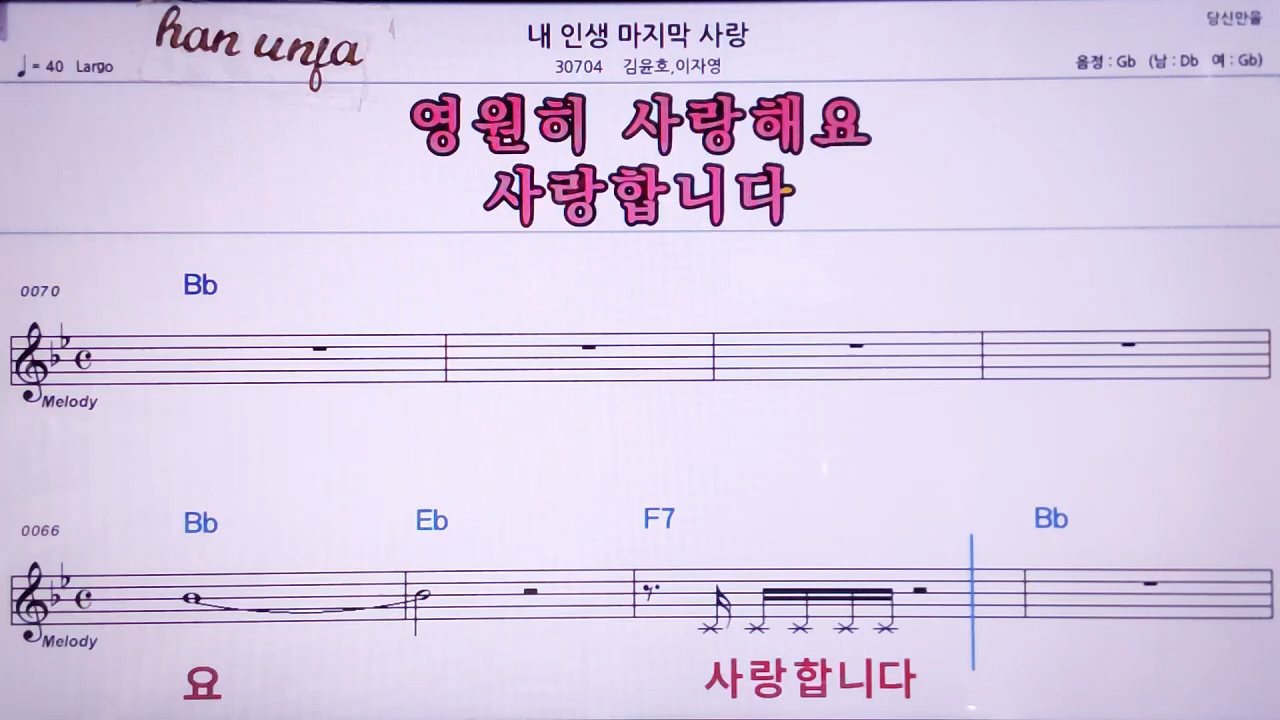 han unja
내 인생 마지막 사랑
당신만을
♩= 40 Largo
30704 김윤호,이자영
음정 : Gb (남 : Db 여 : Gb)
영원히 사랑해요
사랑합니다
0070
Bb
Melody
0066
Bb Eb F7 Bb
Melody
요 사랑합니다